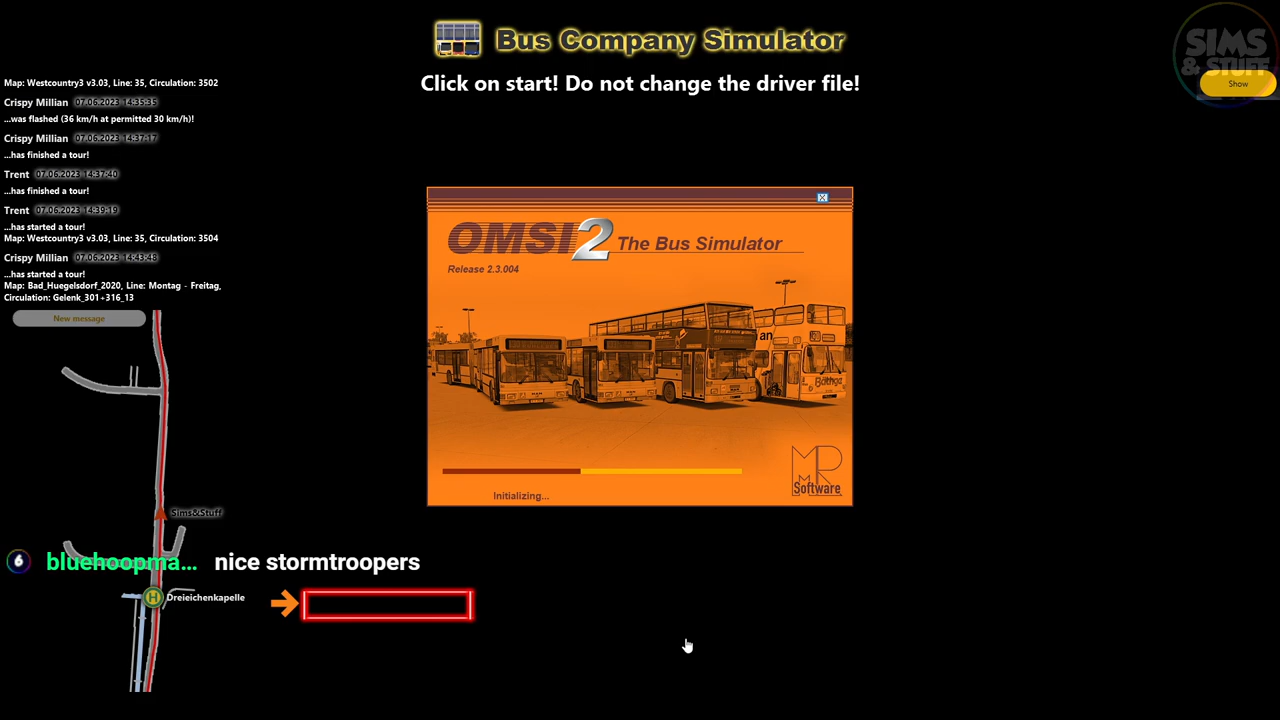 Bus Company Simulator
SIMS
& STUFF
Click on start! Do not change the driver file!
Show
Map: Westcountry3 v3.03, Line: 35, Circulation: 3502
Crispy Millian 07.06.2023 14:35:35
...was flashed (36 km/h at permitted 30 km/h)!
Crispy Millian 07.06.2023 14:37:17
...has finished a tour!
Trent 07.06.2023 14:37:40
...has finished a tour!
Trent 07.06.2023 14:39:19
...has started a tour!
Map: Westcountry3 v3.03, Line: 35, Circulation: 3504
Crispy Millian 07.06.2023 14:43:48
...has started a tour!
Map: Bad_Huegelsdorf_2020, Line: Montag - Freitag,
Circulation: Gelenk_301+316_13
New message
OMSI 2 The Bus Simulator
Release 2.3.004
an
MR
Software
Initializing...
Sims&Stuff
6 bluehoopma... nice stormtroopers
H Dreieichenkapelle